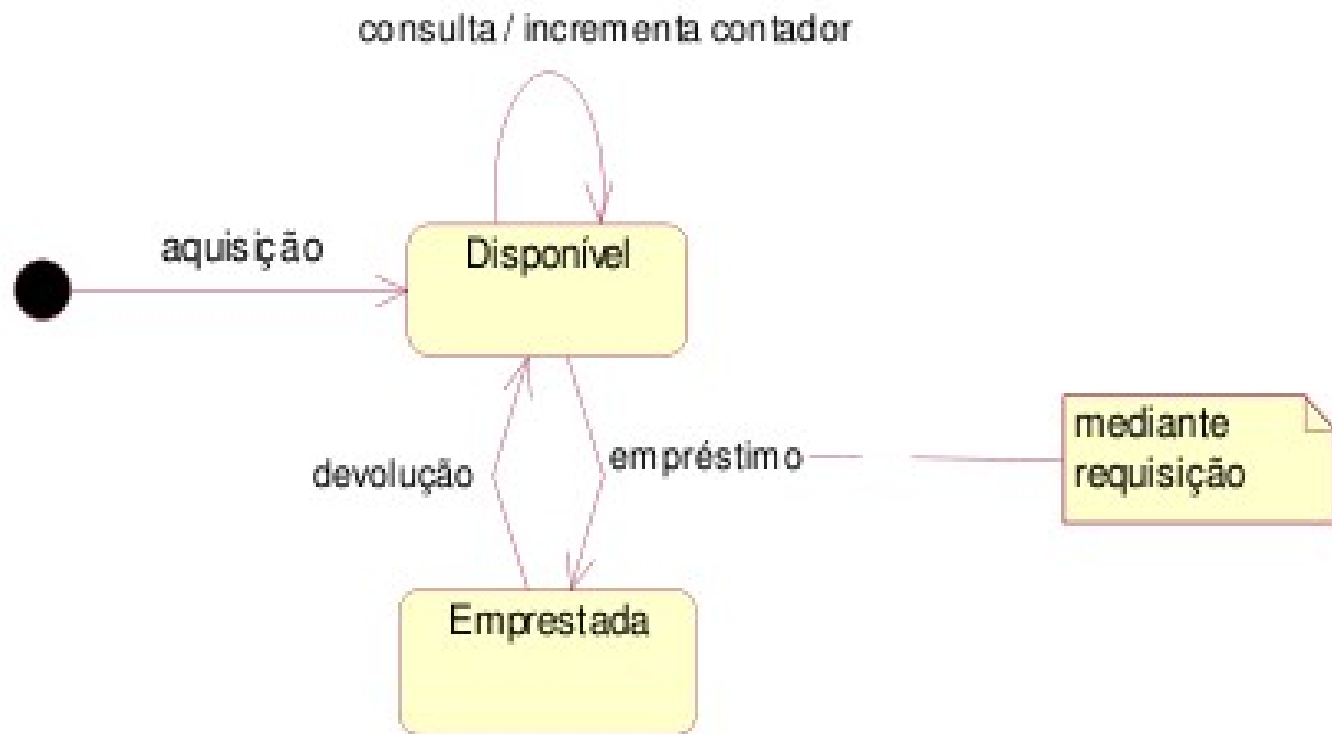 consulta / incrementa contador
aquisição
Disponível
devolução
empréstimo
mediante
requisição
Emprestada